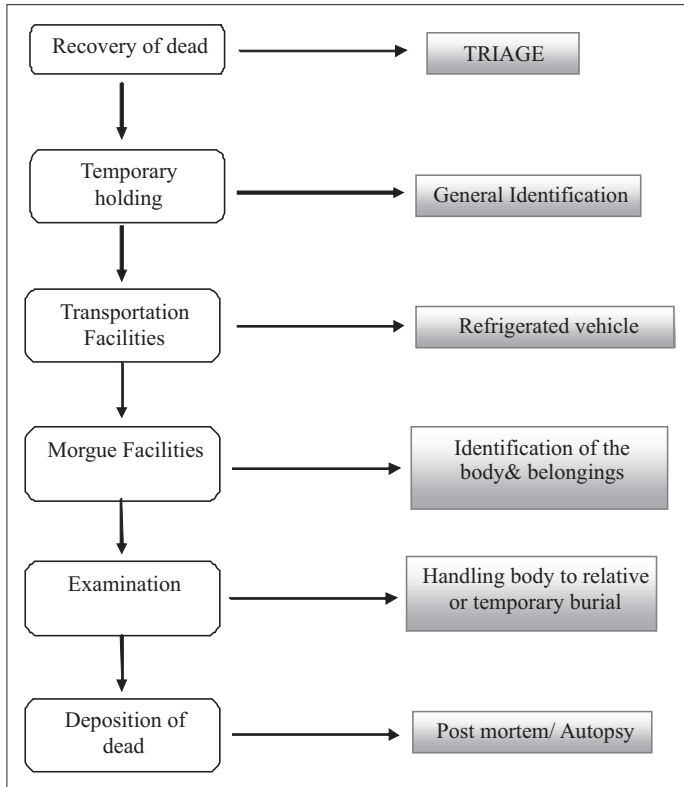 Recovery of dead
TRIAGE
Temporary
holding
General Identification
Transportation
Facilities
Refrigerated vehicle
Morgue Facilities
Identification of the
body& belongings
Examination
Handling body to relative
or temporary burial
Deposition of
dead
Post mortem/ Autopsy